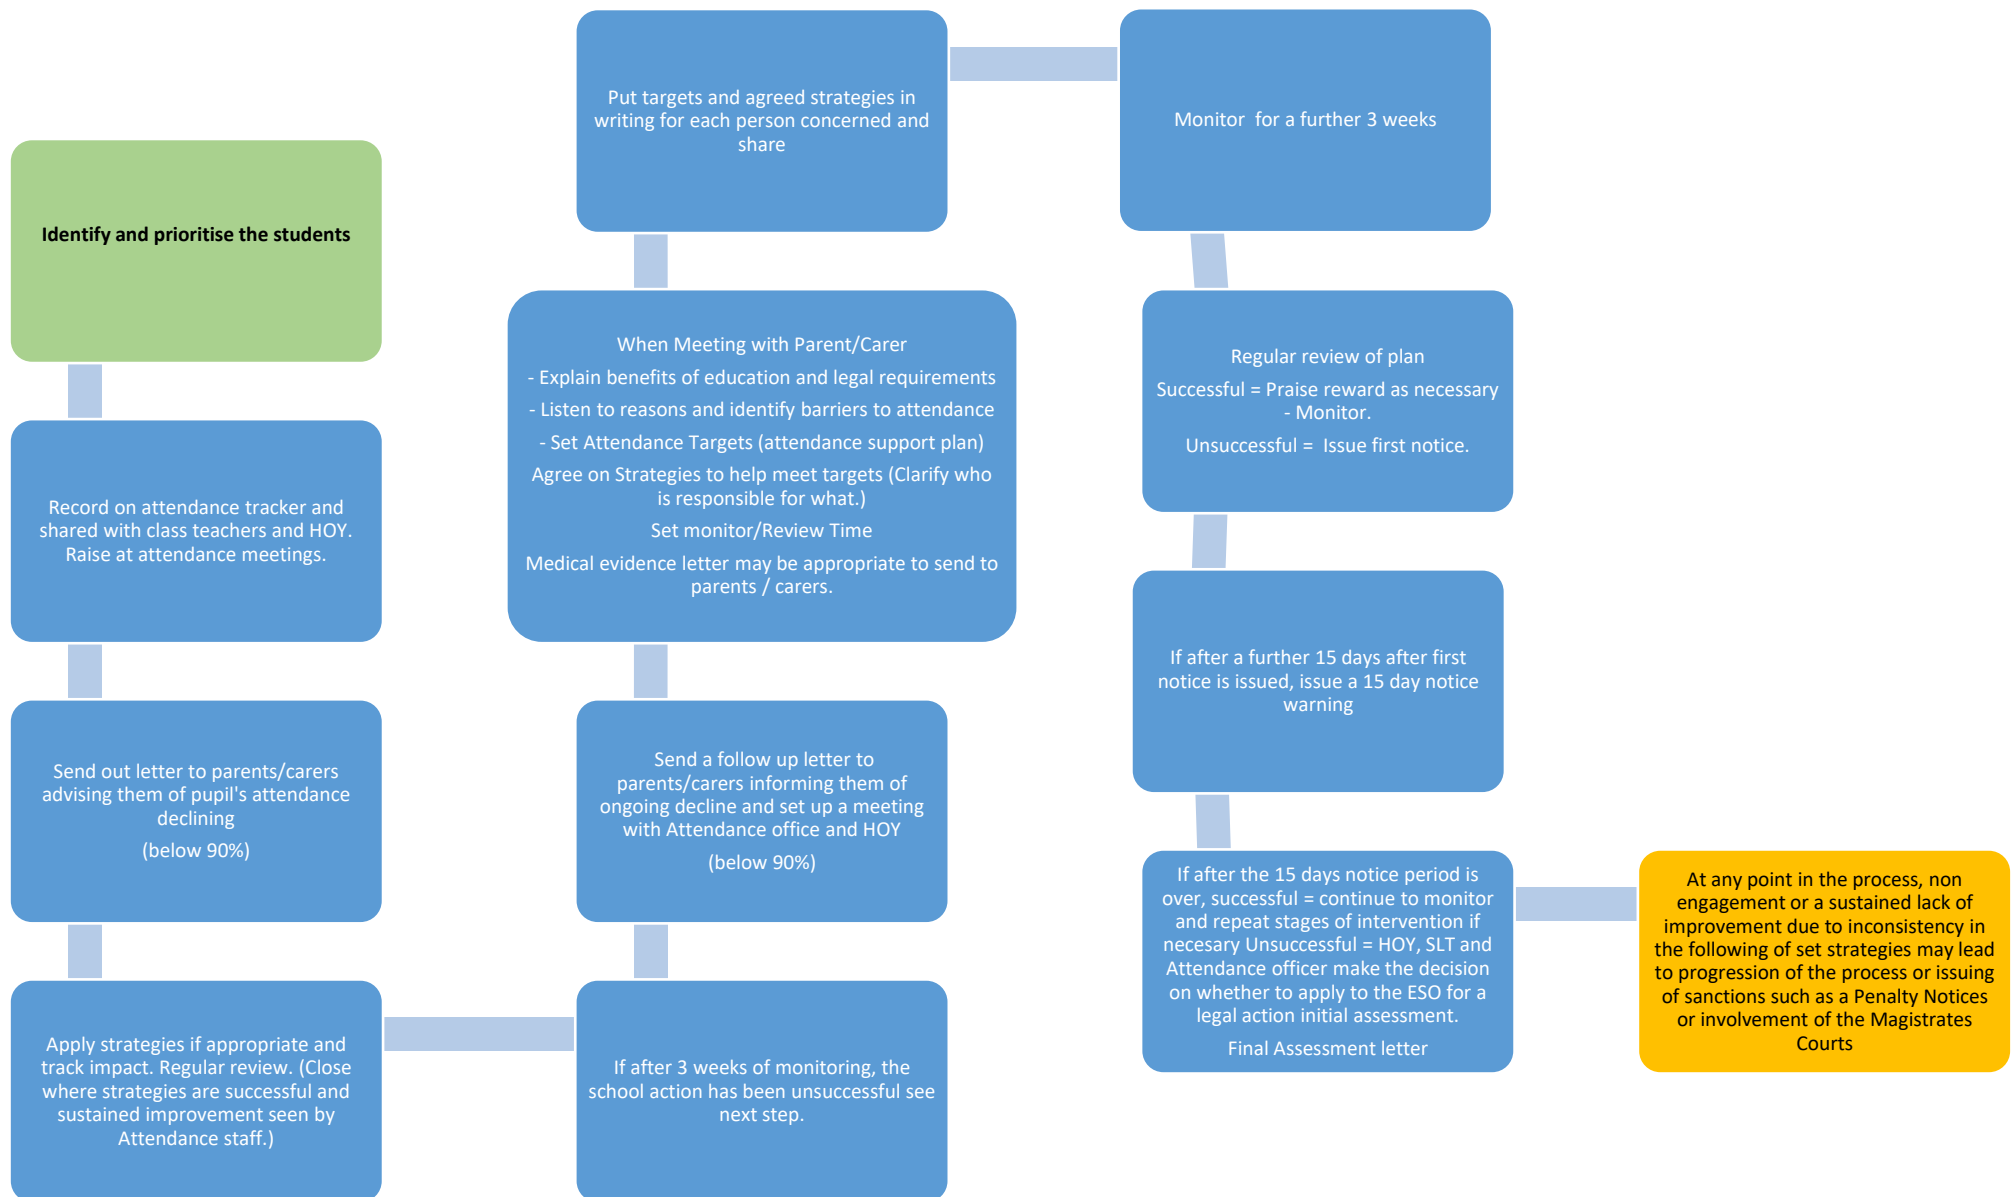 Identify and prioritise the students
Record on attendance tracker and
shared with class teachers and HOY.
Raise at attendance meetings.
Send out letter to parents/carers
advising them of pupil's attendance
declining
(below 90%)
Apply strategies if appropriate and
track impact. Regular review. (Close
where strategies are successful and
sustained improvement seen by
Attendance staff.)
If after 3 weeks of monitoring, the
school action has been unsuccessful see
next step.
Send a follow up letter to
parents/carers informing them of
ongoing decline and set up a meeting
with Attendance office and HOY
(below 90%)
When Meeting with Parent/Carer
- Explain benefits of education and legal requirements
- Listen to reasons and identify barriers to attendance
- Set Attendance Targets (attendance support plan)
Agree on Strategies to help meet targets (Clarify who
is responsible for what.)
Set monitor/Review Time
Medical evidence letter may be appropriate to send to
parents / carers.
Put targets and agreed strategies in
writing for each person concerned and
share
Monitor  for a further 3 weeks
Regular review of plan
Successful = Praise reward as necessary
- Monitor.
Unsuccessful =  Issue first notice.
If after a further 15 days after first
notice is issued, issue a 15 day notice
warning
If after the 15 days notice period is
over, successful = continue to monitor
and repeat stages of intervention if
necesary Unsuccessful = HOY, SLT and
Attendance officer make the decision
on whether to apply to the ESO for a
legal action initial assessment.
Final Assessment letter
At any point in the process, non
engagement or a sustained lack of
improvement due to inconsistency in
the following of set strategies may lead
to progression of the process or issuing
of sanctions such as a Penalty Notices
or involvement of the Magistrates
Courts